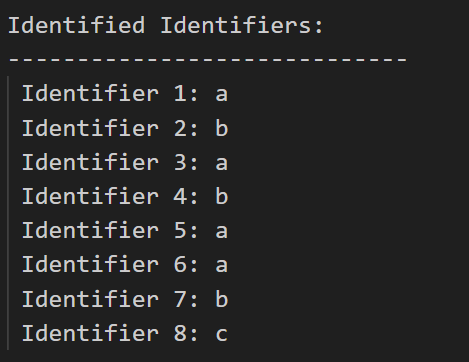 Identified Identifiers:
-----------------------------
Identifier 1: a
Identifier 2: b
Identifier 3: a
Identifier 4: b
Identifier 5: a
Identifier 6: a
Identifier 7: b
Identifier 8: c